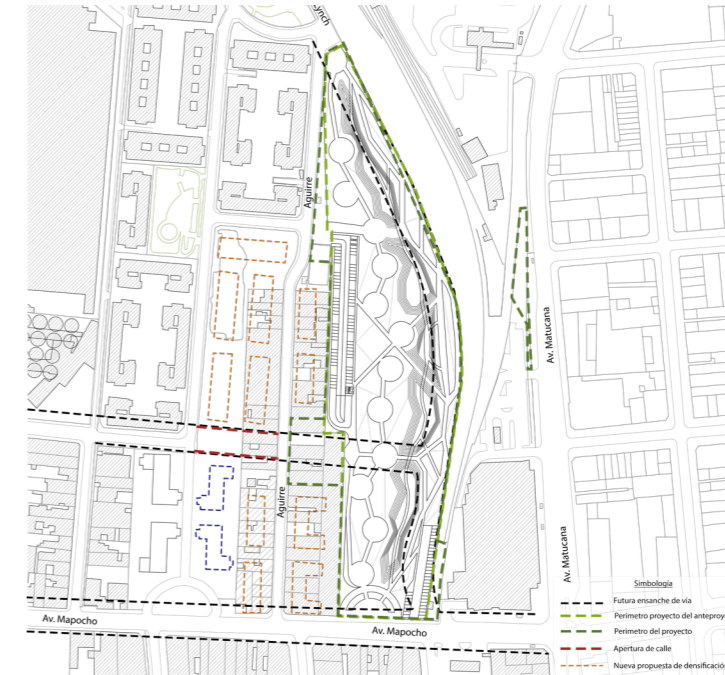 Aguirre
Av. Matucana
Aguirre
Av. Matucana
Av. Mapocho
Av. Mapocho
Simbología
Futura ensanche de vía
Perimetro proyecto del anteproy
Perimetro del proyecto
Apertura de calle
Nueva propuesta de densificació